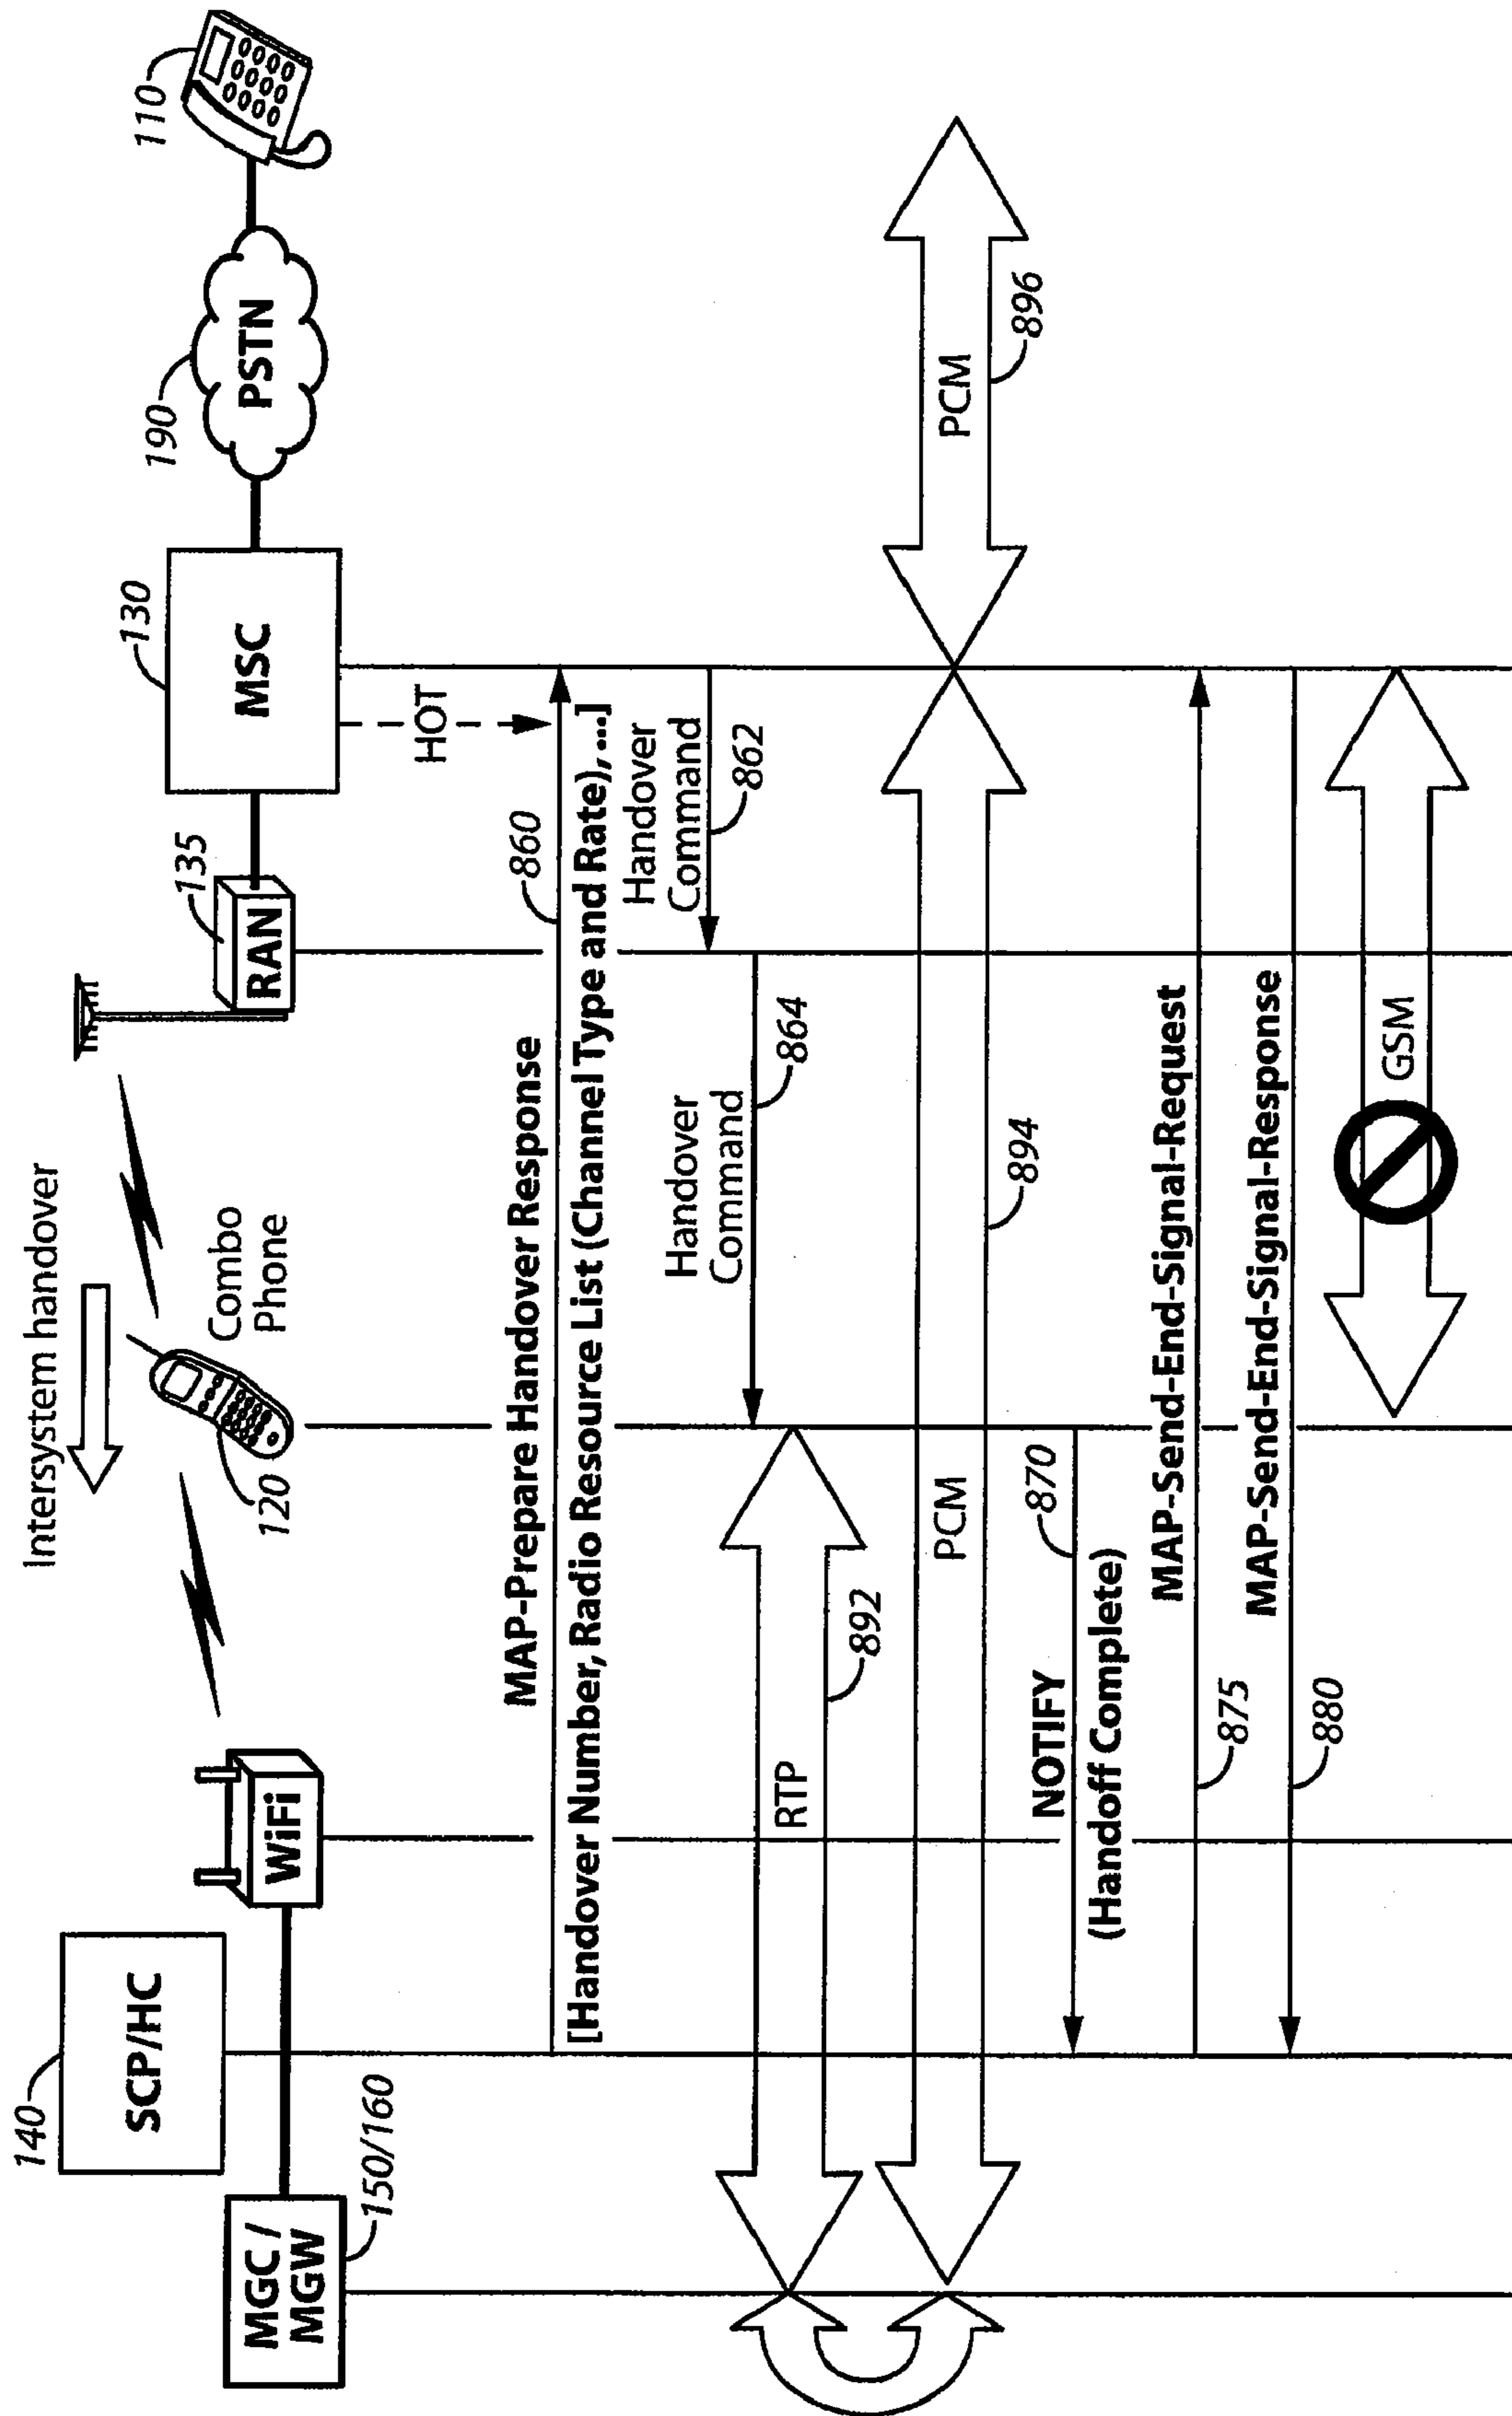 Intersystem handover
140
SCP/HC
MGC /
MGW
150/160
WiFi
120
Combo
Phone
135
RAN
130
MSC
190
PSTN
110
HOT
MAP-Prepare Handover Response
860
[Handover Number, Radio Resource List (Channel Type and Rate), ...]
Handover
Command
862
Handover
Command
864
RTP
892
PCM
894
PCM
896
NOTIFY
870
(Handoff Complete)
MAP-Send-End-Signal-Request
875
MAP-Send-End-Signal-Response
880
GSM